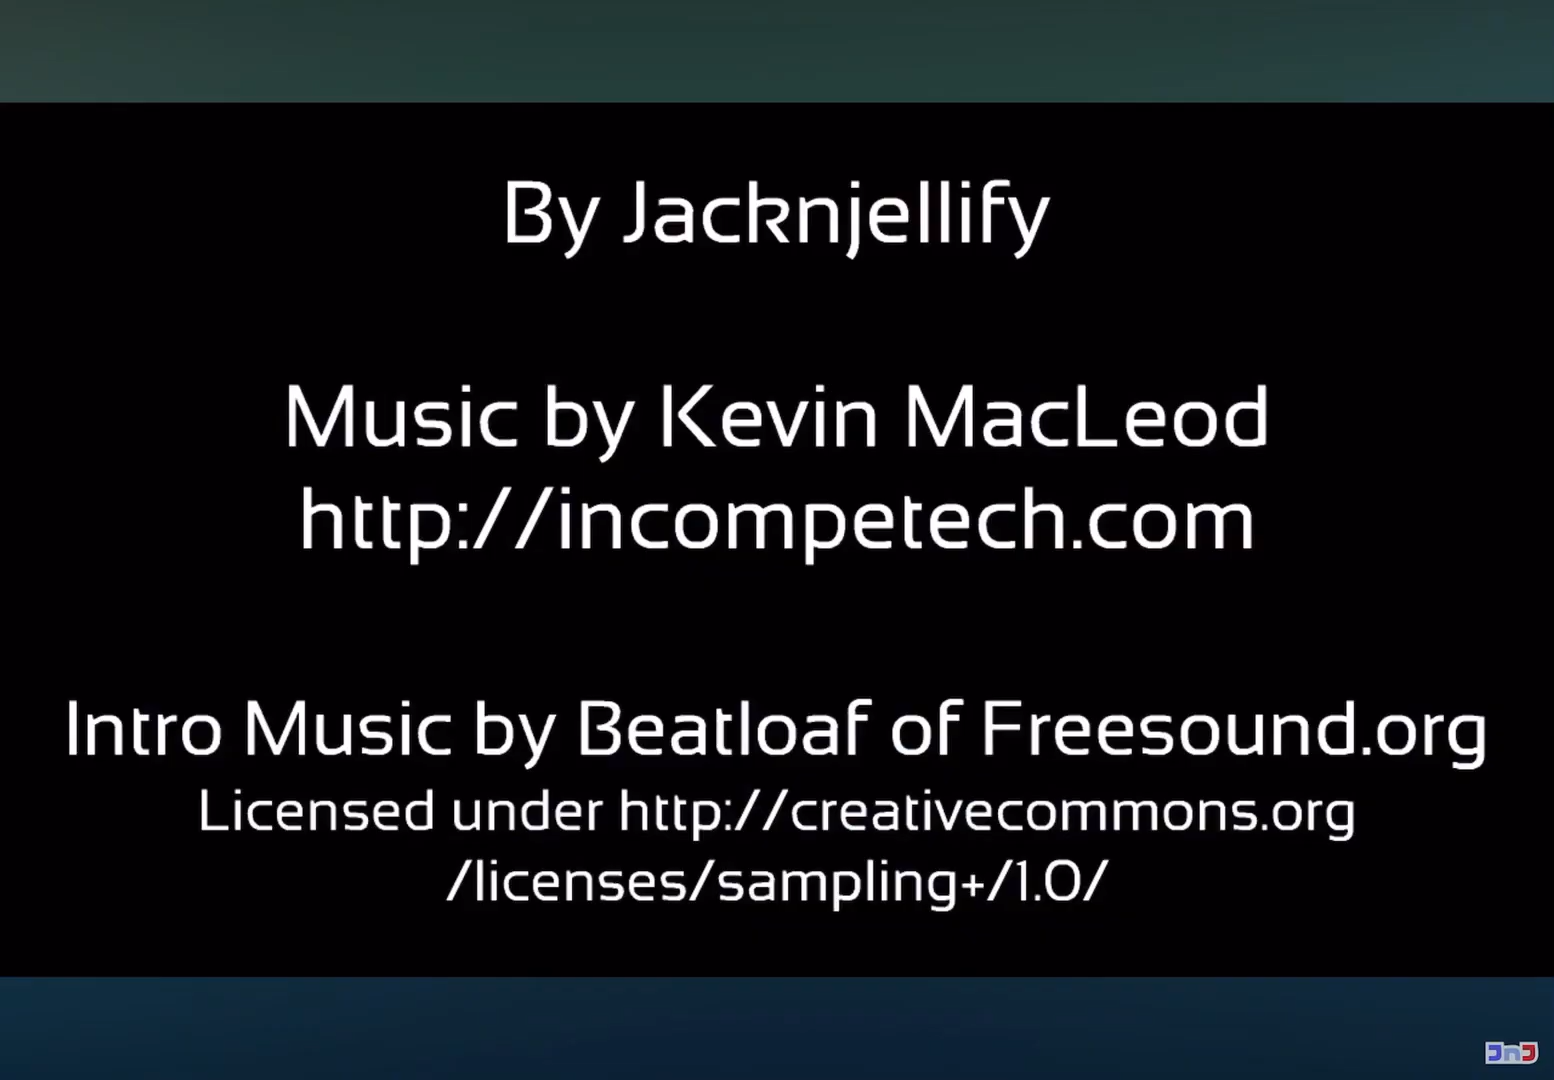 By Jacknjellify
Music by Kevin MacLeod
http://incompetech.com
Intro Music by Beatloaf of Freesound.org
Licensed under http://creativecommons.org
/licenses/sampling+/1.0/
JnJ